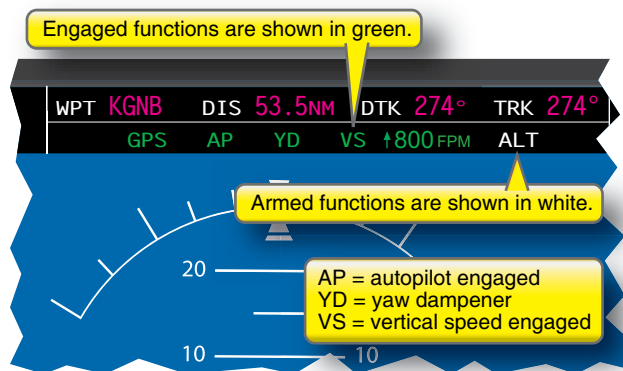 Engaged functions are shown in green.
WPT KGNB DIS 53.5NM DTK 274° TRK 274°
GPS AP YD VS ↑800 FPM ALT
Armed functions are shown in white.
20
AP = autopilot engaged
YD = yaw dampener
VS = vertical speed engaged
10 10